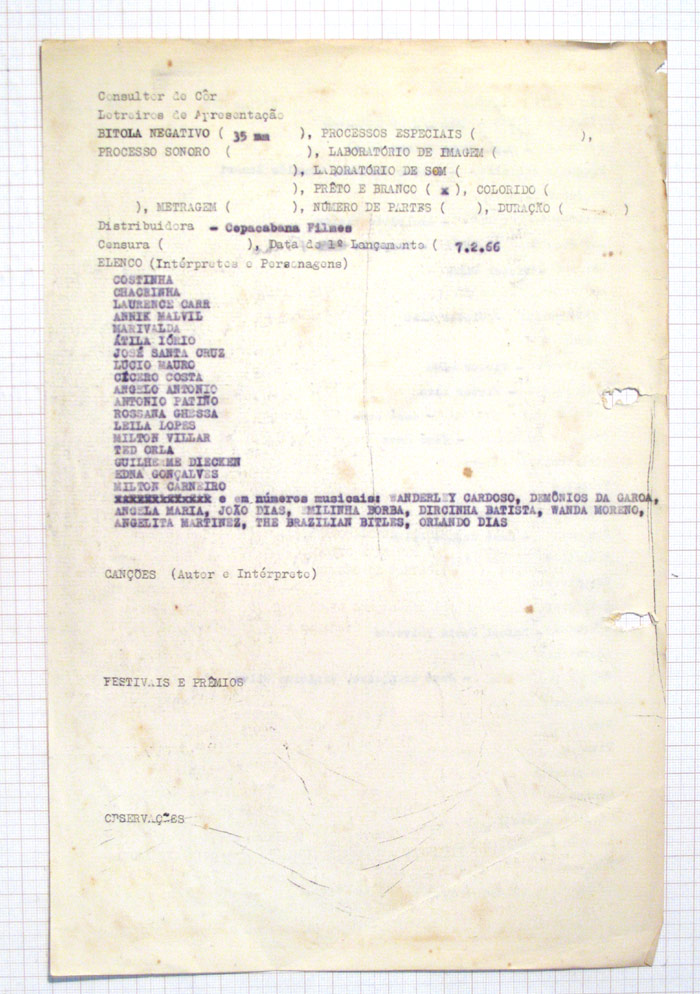 Consultor de Côr
Letreiros de Apresentação
BITOLA NEGATIVO ( 35 mm ), PROCESSOS ESPECIAIS ( ),
PROCESSO SONORO ( ), LABORATÓRIO DE IMAGEM (
), LABORATÓRIO DE SOM (
), PRÊTO E BRANCO ( x ), COLORIDO (
), METRAGEM ( ), NÚMERO DE PARTES ( ), DURAÇÃO ( )
Distribuidora - Copacabana Filmes
Censura ( ), Data do 1º Lançamento ( 7.2.66
ELENCO (Intérpretes e Personagens)
COSTINHA
CHACRINHA
LAURENCE CARR
ANNIK MALVIL
MARIVALDA
ÁTILA IÓRIO
JOSÉ SANTA CRUZ
LÚCIO MAURO
CÍCERO COSTA
ANGELO ANTONIO
ANTONIO PATIÑO
ROSSANA GHESSA
LEILA LOPES
MILTON VILLAR
TED ORLA
GUILHERME DIECKEN
EDNA GONÇALVES
MILTON CARNEIRO
xxxxxxxxxxxxx e em números musicais: WANDERLEY CARDOSO, DEMÔNIOS DA GAROA,
ANGELA MARIA, JOÃO DIAS, EMILINHA BORBA, DIRCINHA BATISTA, WANDA MORENO,
ANGELITA MARTINEZ, THE BRAZILIAN BITLES, ORLANDO DIAS
CANÇÕES (Autor e Intérprete)
FESTIVAIS E PRÊMIOS
OBSERVAÇÕES